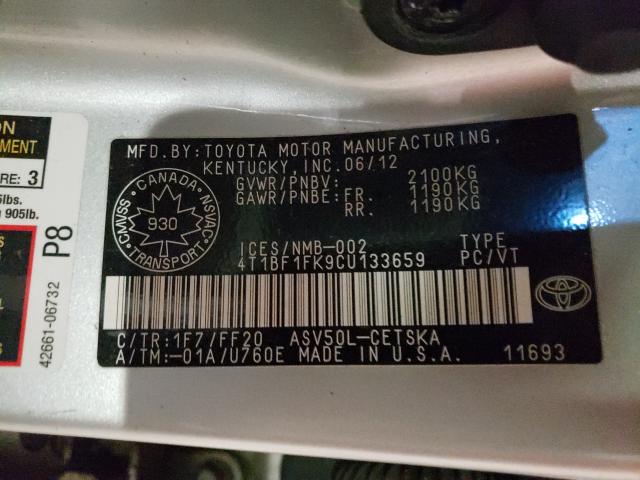 ON
EMENT
RE: 3
lbs.
905lb.
P8
42661-06732
MFD.BY:TOYOTA MOTOR MANUFACTURING,
KENTUCKY, INC.06/12
GVWR/PNBV: 2100KG
GAWR/PNBE: FR. 1190KG
RR. 1190KG
CANADA
CMVSS 930 NSVAC
ICES/NMB-002 TYPE
4T1BF1FK9CU133659 PC/VT
C/TR:1F7/FF20 ASV50L-CETSKA
A/TM:-01A/U760E MADE IN U.S.A. 11693